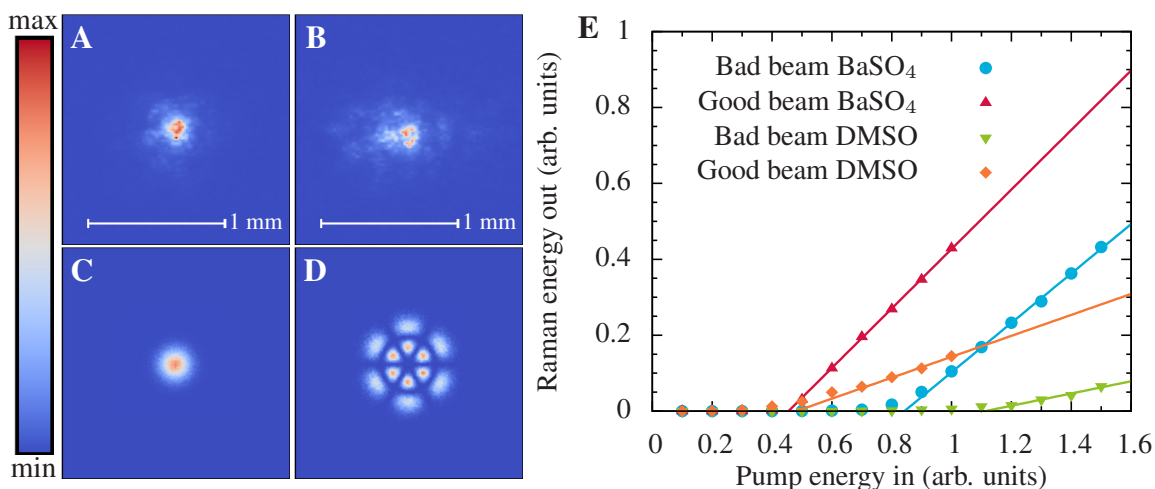 max
min
A
B
1 mm
1 mm
C
D
E
Raman energy out (arb. units)
1
0.8
0.6
0.4
0.2
0
Bad beam BaSO₄
Good beam BaSO₄
Bad beam DMSO
Good beam DMSO
0 0.2 0.4 0.6 0.8 1 1.2 1.4 1.6
Pump energy in (arb. units)